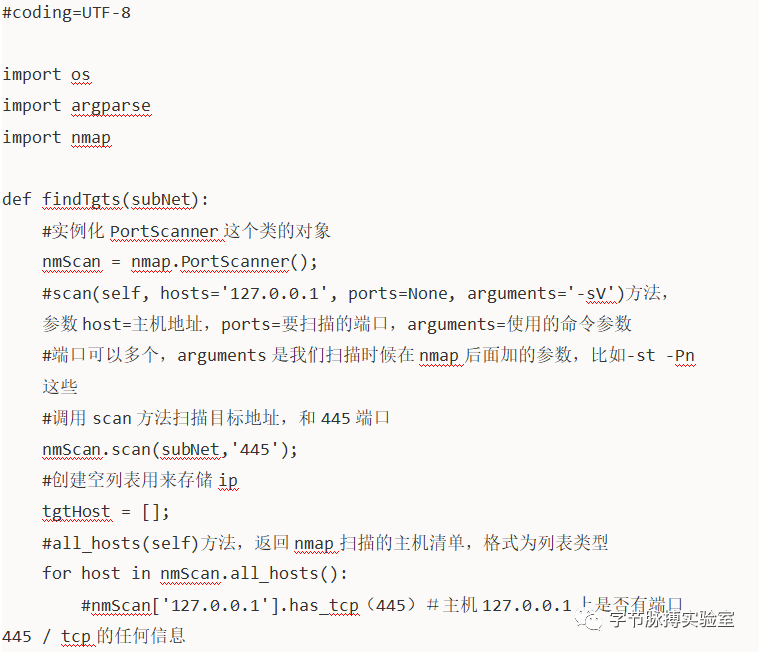 #coding=UTF-8
import os
import argparse
import nmap
def findTgts(subNet):
#实例化 PortScanner 这个类的对象
nmScan = nmap.PortScanner();
#scan(self, hosts='127.0.0.1', ports=None, arguments='-sV')方法，
参数 host=主机地址，ports=要扫描的端口，arguments=使用的命令参数
#端口可以多个，arguments 是我们扫描时候在 nmap 后面加的参数，比如-st -Pn
这些
#调用 scan 方法扫描目标地址，和 445 端口
nmScan.scan(subNet,'445');
#创建空列表用来存储 ip
tgtHost = [];
#all_hosts(self)方法，返回 nmap 扫描的主机清单，格式为列表类型
for host in nmScan.all_hosts():
#nmScan['127.0.0.1'].has_tcp（445）＃主机 127.0.0.1 上是否有端口
445 / tcp 的任何信息
字节脉搏实验室